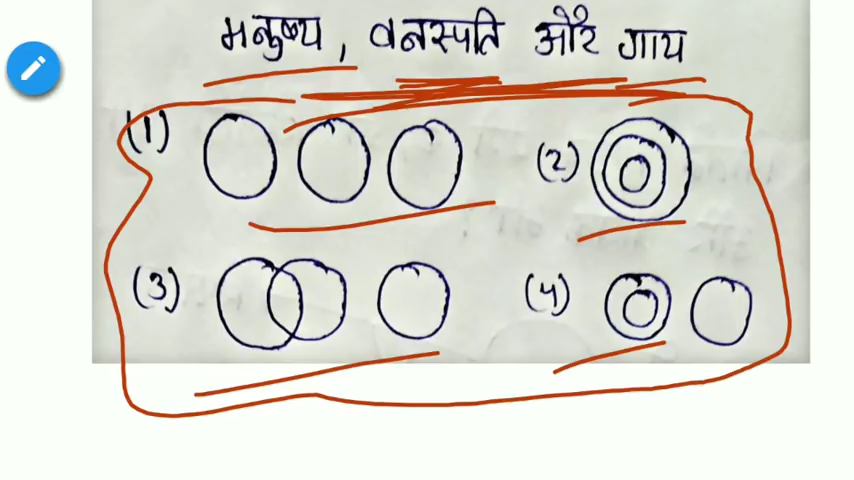 मनुष्य, वनस्पति और गाय
(1) (2)
(3) (4)